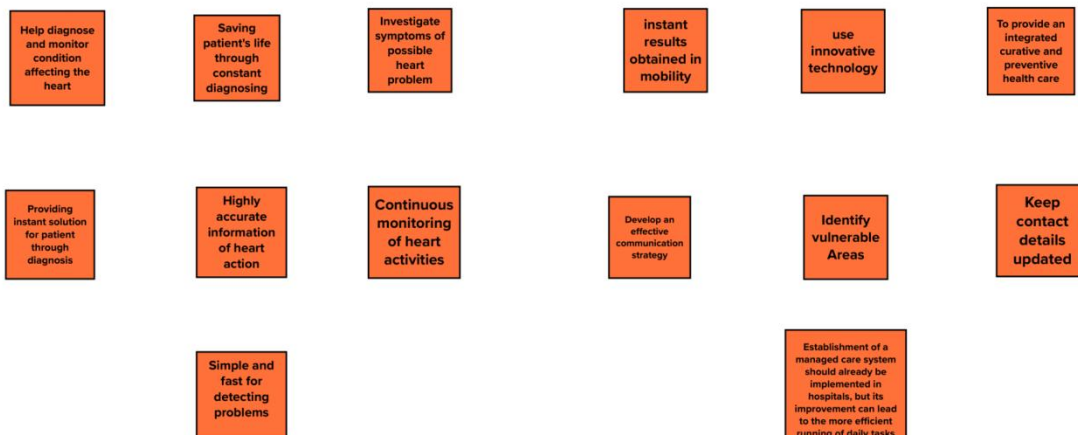 Help diagnose
and monitor
condition
affecting the
heart
Saving
patient's life
through
constant
diagnosing
Investigate
symptoms of
possible
heart
problem
instant
results
obtained in
mobility
use
innovative
technology
To provide an
integrated
curative and
preventive
health care
Providing
instant solution
for patient
through
diagnosis
Highly
accurate
information
of heart
action
Continuous
monitoring
of heart
activities
Develop an
effective
communication
strategy
Identify
vulnerable
Areas
Keep
contact
details
updated
Simple and
fast for
detecting
problems
Establishment of a
managed care system
should already be
implemented in
hospitals, but its
improvement can lead
to the more efficient
running of daily tasks